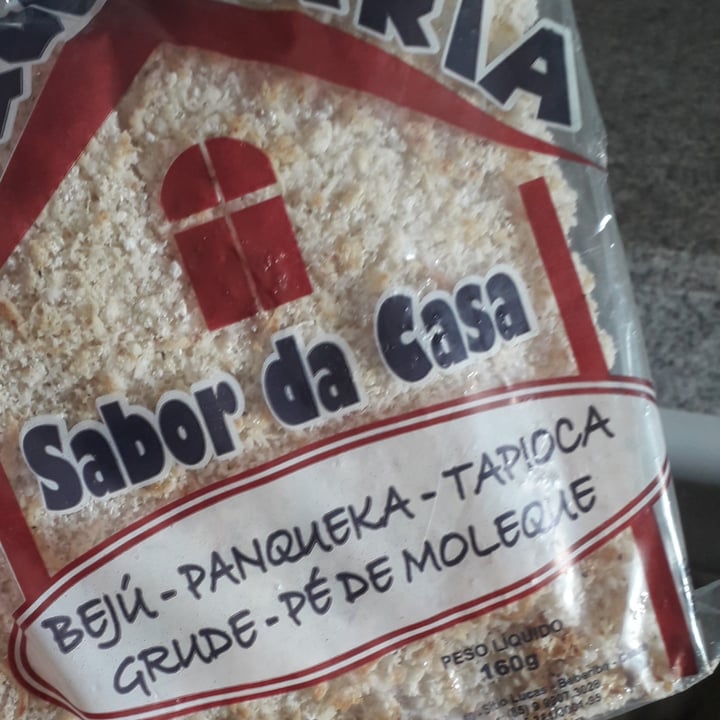 RIA
Sabor da Casa
BEJÚ - PANQUEKA - TAPIOCA
GRUDE - PÉ DE MOLEQUE
PESO LÍQUIDO
160g